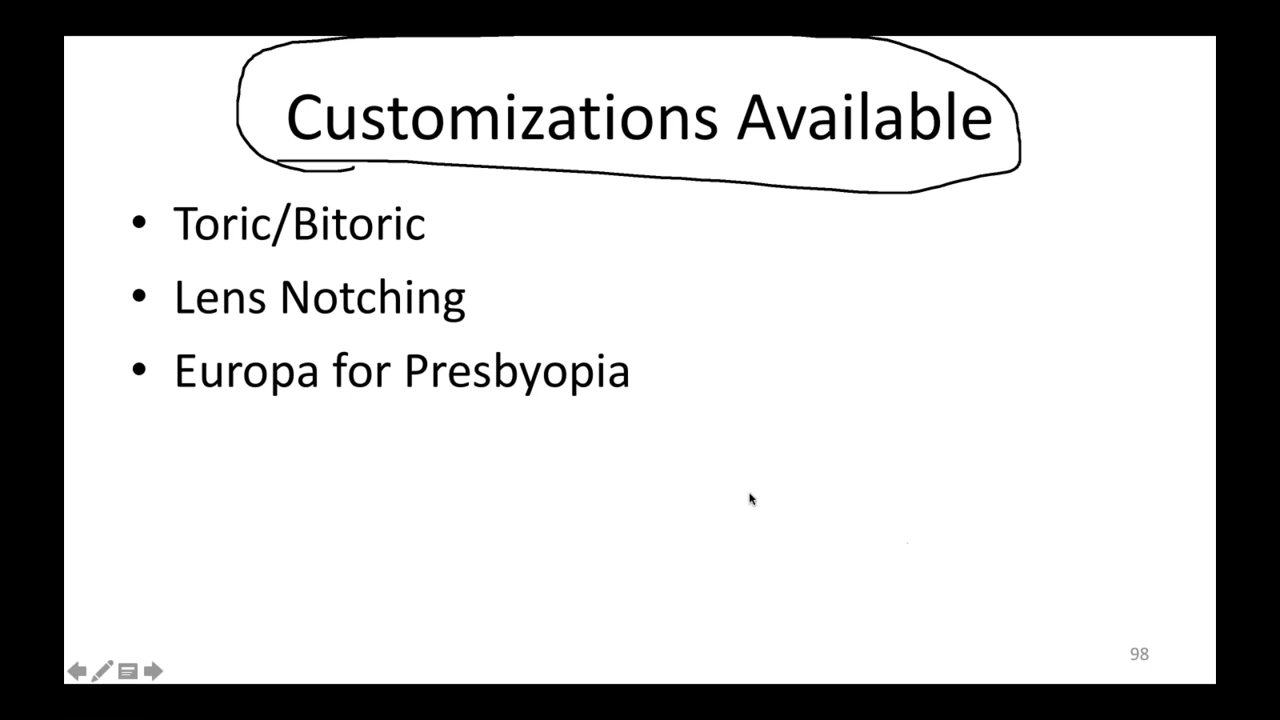 Customizations Available
• Toric/Bitoric
• Lens Notching
• Europa for Presbyopia
98